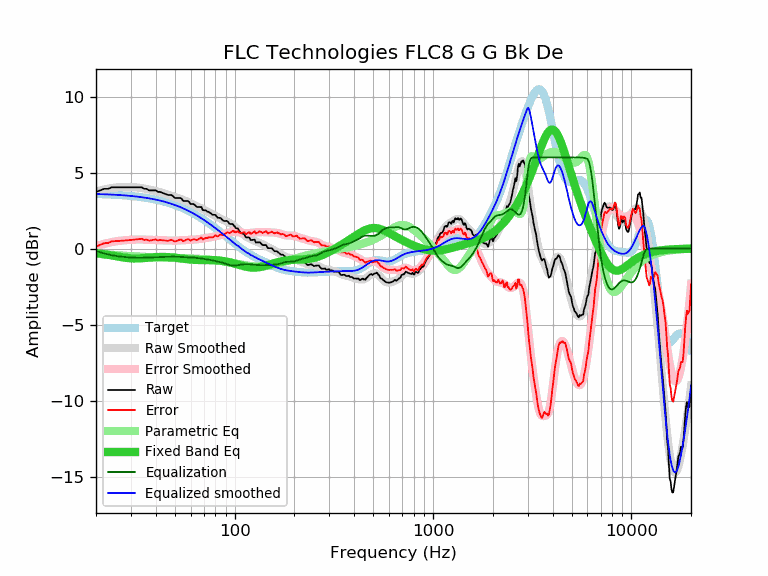 FLC Technologies FLC8 G G Bk De
10
5
0
−5
−10
−15
Amplitude (dBr)
Target
Raw Smoothed
Error Smoothed
Raw
Error
Parametric Eq
Fixed Band Eq
Equalization
Equalized smoothed
100 1000 10000
Frequency (Hz)